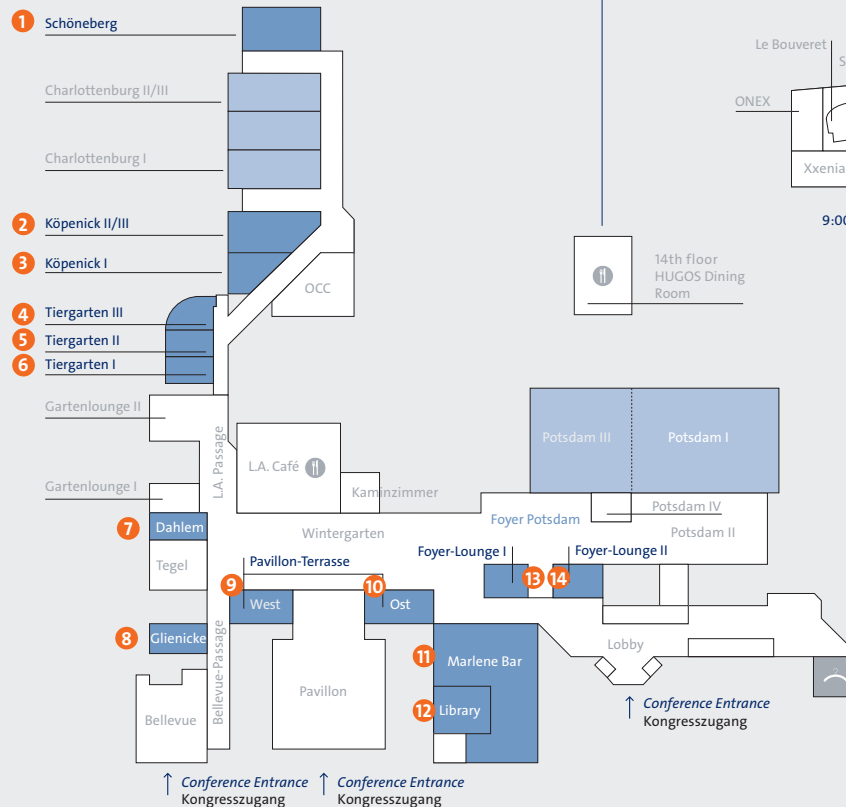 1 Schöneberg
Charlottenburg II/III
Charlottenburg I
2 Köpenick II/III
3 Köpenick I
OCC
4 Tiergarten III
5 Tiergarten II
6 Tiergarten I
Gartenlounge II
Gartenlounge I
L.A. Passage
L.A. Café
Kaminzimmer
Wintergarten
7 Dahlem
Tegel
8 Glienicke
Bellevue
Bellevue-Passage
Pavillon-Terrasse
9 West
10 Ost
Pavillon
11 Marlene Bar
12 Library
Foyer-Lounge I
13
14
Foyer-Lounge II
Foyer Potsdam
Potsdam III
Potsdam I
Potsdam IV
Potsdam II
Lobby
14th floor
HUGOS Dining
Room
Le Bouveret
S
ONEX
Xxenia
9:00
Conference Entrance
Kongresszugang
Conference Entrance
Kongresszugang
Conference Entrance
Kongresszugang